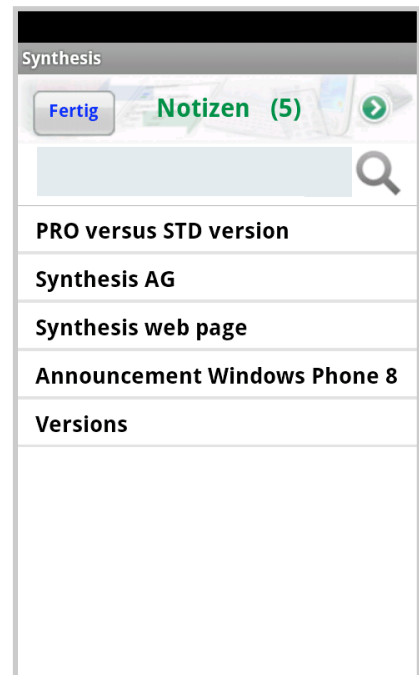 Synthesis
Fertig Notizen (5)
PRO versus STD version
Synthesis AG
Synthesis web page
Announcement Windows Phone 8
Versions